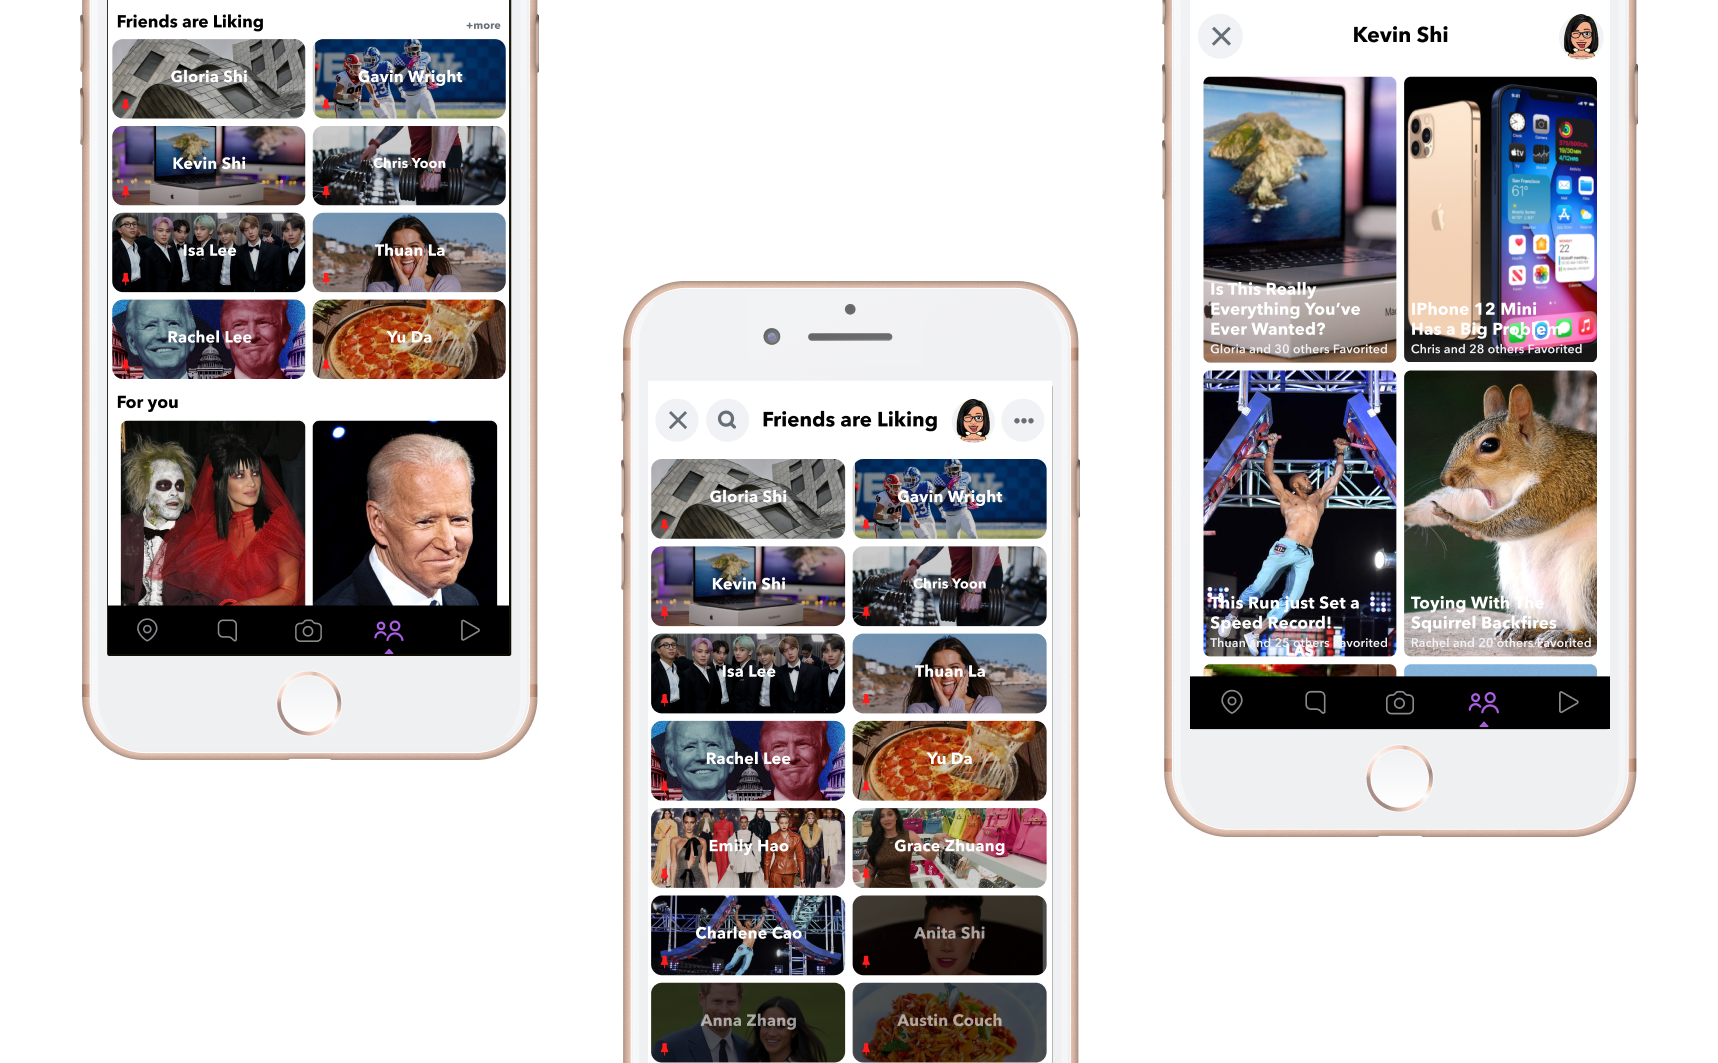 Friends are Liking
+more
Gloria Shi
Gavin Wright
Kevin Shi
Chris Yoon
Isa Lee
Thuan La
Rachel Lee
Yu Da
For you
Friends are Liking
Gloria Shi
Gavin Wright
Kevin Shi
Chris Yoon
Isa Lee
Thuan La
Rachel Lee
Yu Da
Emily Hao
Grace Zhuang
Charlene Cao
Anita Shi
Anna Zhang
Austin Couch
Kevin Shi
Is This Really
Everything You've
Ever Wanted?
Gloria and 30 others Favorited
IPhone 12 Mini
Has a Big Problem
Chris and 28 others Favorited
This Run just Set a
Speed Record!
Thuan and 25 others Favorited
Toying With The
Squirrel Backfires
Rachel and 20 others Favorited